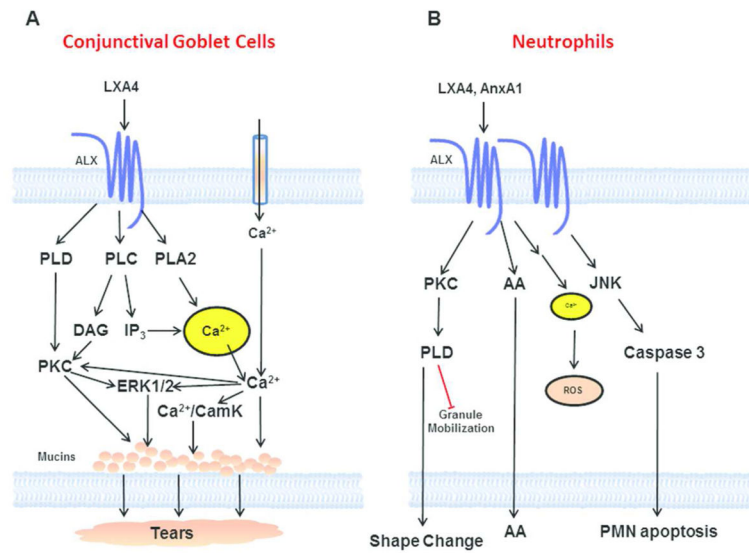 A
Conjunctival Goblet Cells
LXA4
ALX
Ca2+
PLD
PLC
PLA2
DAG
IP3
Ca2+
PKC
ERK1/2
Ca2+
Ca2+/CamK
Mucins
Tears
B
Neutrophils
LXA4, AnxA1
ALX
PKC
AA
JNK
Ca2+
PLD
Caspase 3
ROS
Granule
Mobilization
Shape Change
AA
PMN apoptosis